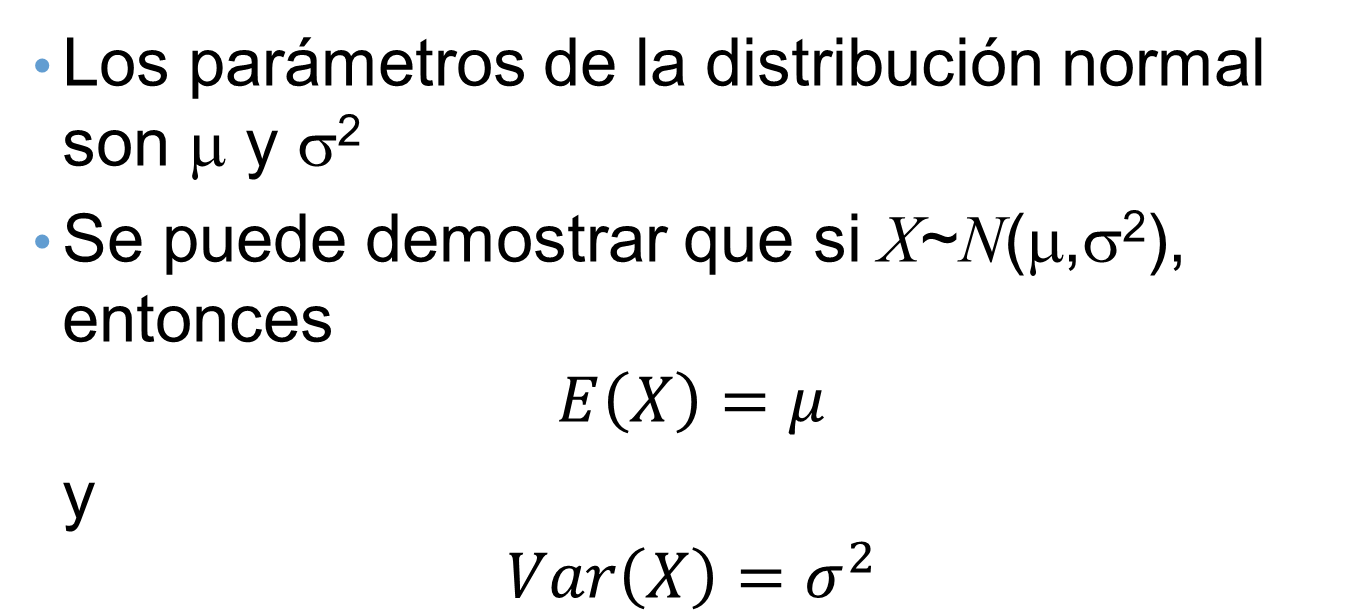 • Los parámetros de la distribución normal
son μ y σ²
• Se puede demostrar que si X~N(μ,σ²),
entonces
E(X) = μ
y
Var(X) = σ²